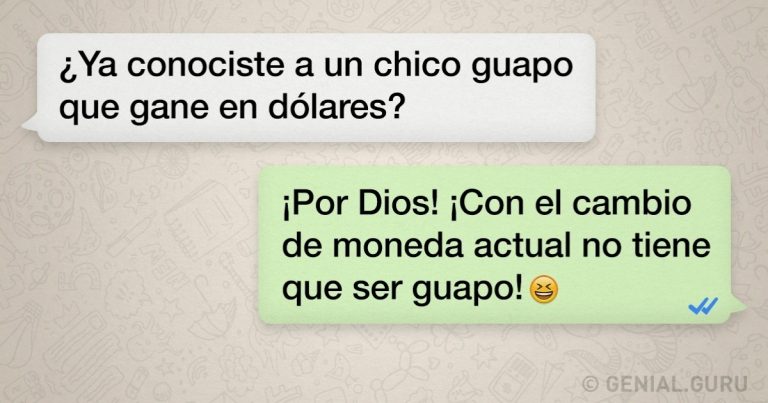 ¿Ya conociste a un chico guapo
que gane en dólares?
¡Por Dios! ¡Con el cambio
de moneda actual no tiene
que ser guapo!😆
© GENIAL.GURU